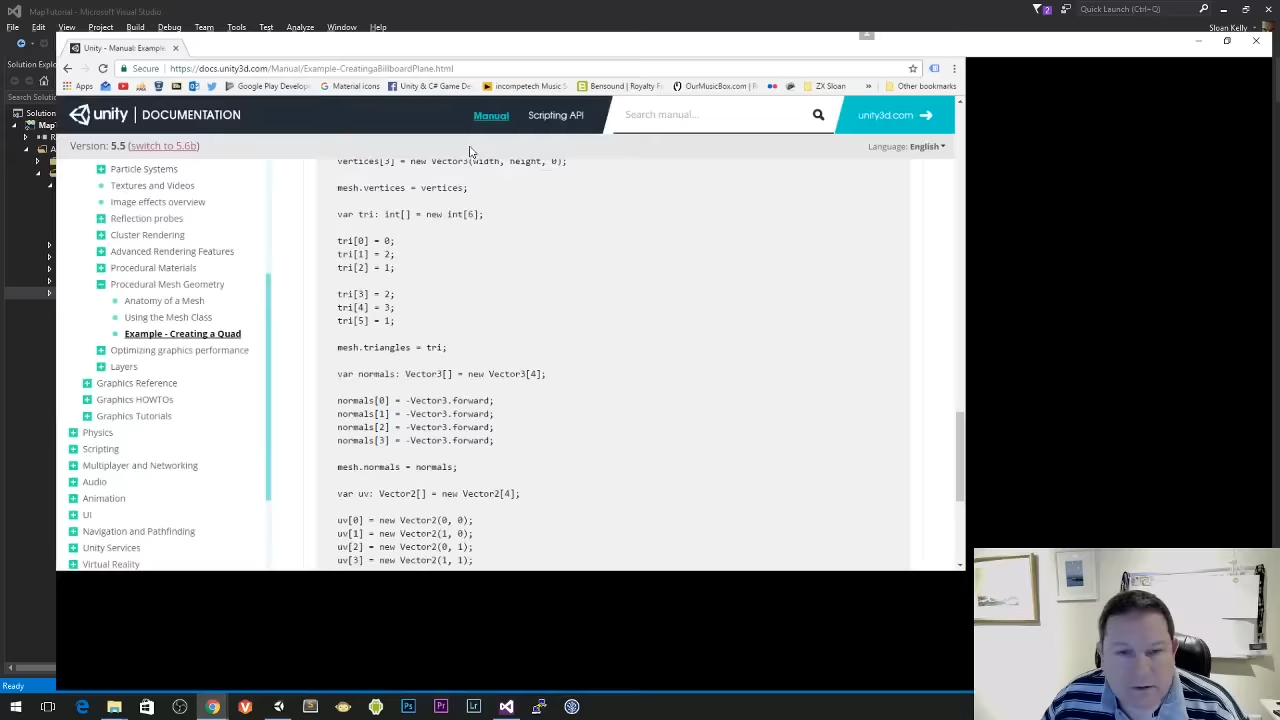 MapTutorial - Microsoft Visual Studio
2
Quick Launch (Ctrl+Q)
File Edit View Project Build Debug Team Tools Test Analyze Window Help
Sloan Kelly
Unity - Manual: Example
Solution Explo
Secure | https://docs.unity3d.com/Manual/Example-CreatingaBillboardPlane.html
Apps
Google Play Develop
Material icons
Unity & C# Game De
incompetech Music S
Bensound | Royalty F
OurMusicBox.com | R
ZX Sloan
»
Other bookmarks
Search Solution
unity | DOCUMENTATION
Manual
Scripting API
Search manual...
unity3d.com
Version: 5.5 (switch to 5.6b)
Language: English
Particle Systems
Textures and Videos
Image effects overview
Reflection probes
Cluster Rendering
Advanced Rendering Features
Procedural Materials
Procedural Mesh Geometry
Anatomy of a Mesh
Using the Mesh Class
Example - Creating a Quad
Optimizing graphics performance
Layers
Graphics Reference
Graphics HOWTOs
Graphics Tutorials
Physics
Scripting
Multiplayer and Networking
Audio
Animation
UI
Navigation and Pathfinding
Unity Services
Virtual Reality
vertices[3] = new Vector3(width, height, 0);
mesh.vertices = vertices;
var tri: int[] = new int[6];
tri[0] = 0;
tri[1] = 2;
tri[2] = 1;
tri[3] = 2;
tri[4] = 3;
tri[5] = 1;
mesh.triangles = tri;
var normals: Vector3[] = new Vector3[4];
normals[0] = -Vector3.forward;
normals[1] = -Vector3.forward;
normals[2] = -Vector3.forward;
normals[3] = -Vector3.forward;
mesh.normals = normals;
var uv: Vector2[] = new Vector2[4];
uv[0] = new Vector2(0, 0);
uv[1] = new Vector2(1, 0);
uv[2] = new Vector2(0, 1);
uv[3] = new Vector2(1, 1);
Ready